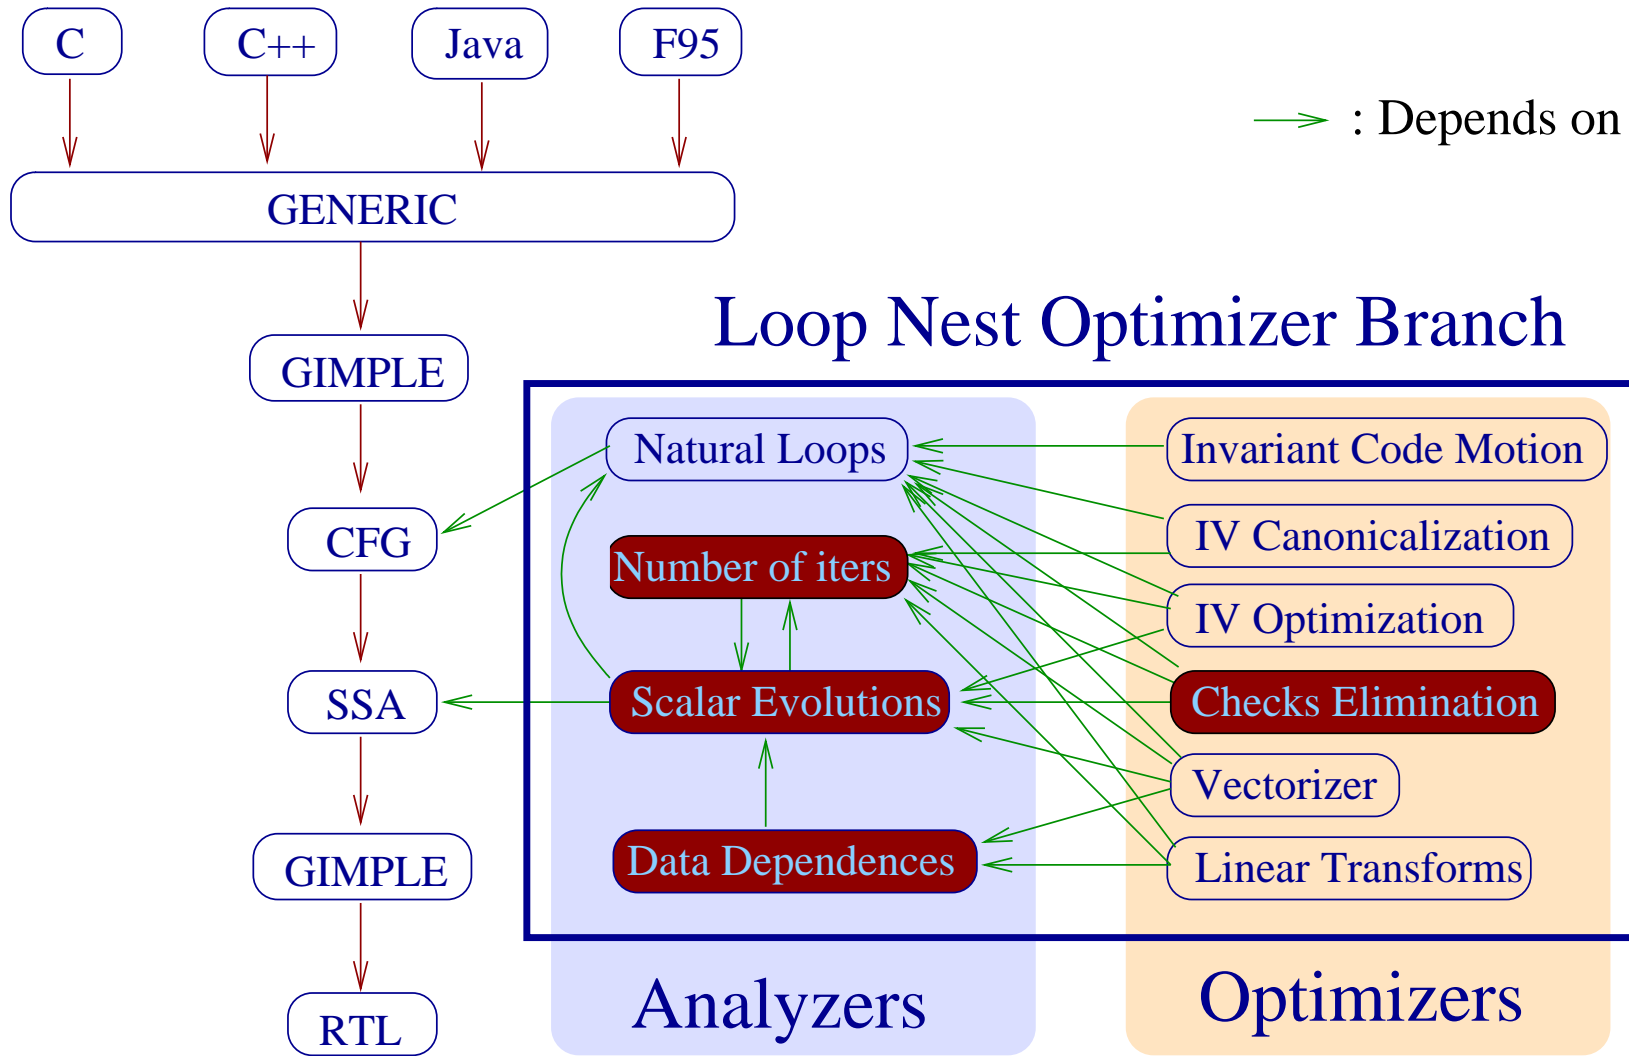 C
C++
Java
F95
: Depends on
GENERIC
Loop Nest Optimizer Branch
GIMPLE
CFG
SSA
GIMPLE
RTL
Natural Loops
Number of iters
Scalar Evolutions
Data Dependences
Analyzers
Invariant Code Motion
IV Canonicalization
IV Optimization
Checks Elimination
Vectorizer
Linear Transforms
Optimizers